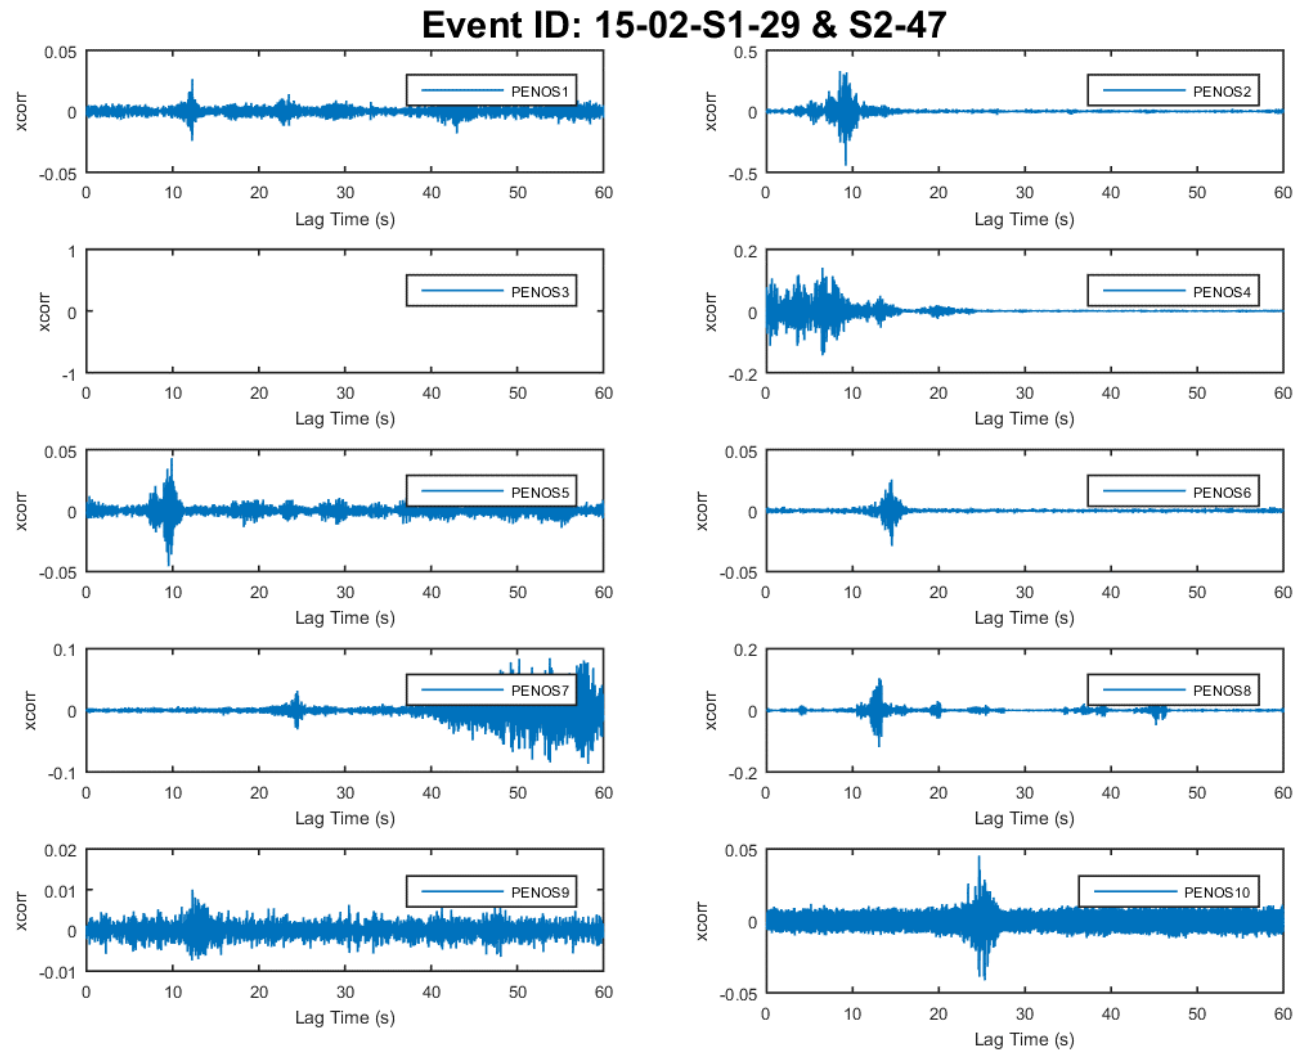 Event ID: 15-02-S1-29 & S2-47
0.05
0
-0.05
xcorr
PENOS1
0 10 20 30 40 50 60
Lag Time (s)
0.5
0
-0.5
xcorr
PENOS2
0 10 20 30 40 50 60
Lag Time (s)
1
0
-1
xcorr
PENOS3
0 10 20 30 40 50 60
Lag Time (s)
0.2
0
-0.2
xcorr
PENOS4
0 10 20 30 40 50 60
Lag Time (s)
0.05
0
-0.05
xcorr
PENOS5
0 10 20 30 40 50 60
Lag Time (s)
0.05
0
-0.05
xcorr
PENOS6
0 10 20 30 40 50 60
Lag Time (s)
0.1
0
-0.1
xcorr
PENOS7
0 10 20 30 40 50 60
Lag Time (s)
0.2
0
-0.2
xcorr
PENOS8
0 10 20 30 40 50 60
Lag Time (s)
0.02
0.01
0
-0.01
xcorr
PENOS9
0 10 20 30 40 50 60
Lag Time (s)
0.05
0
-0.05
xcorr
PENOS10
0 10 20 30 40 50 60
Lag Time (s)